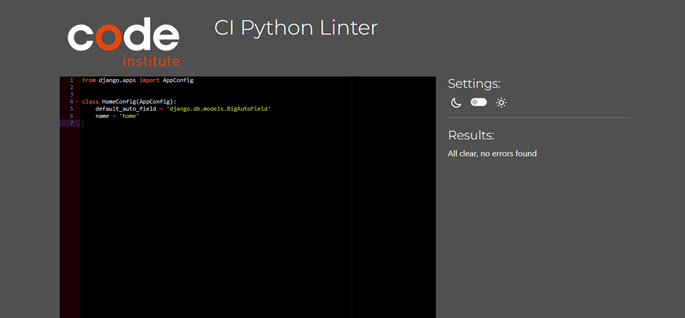 code
institute
CI Python Linter
1 from django.apps import AppConfig
2
3
4 class HomeConfig(AppConfig):
5 default_auto_field = 'django.db.models.BigAutoField'
6 name = 'home'
7
Settings:
Results:
All clear, no errors found